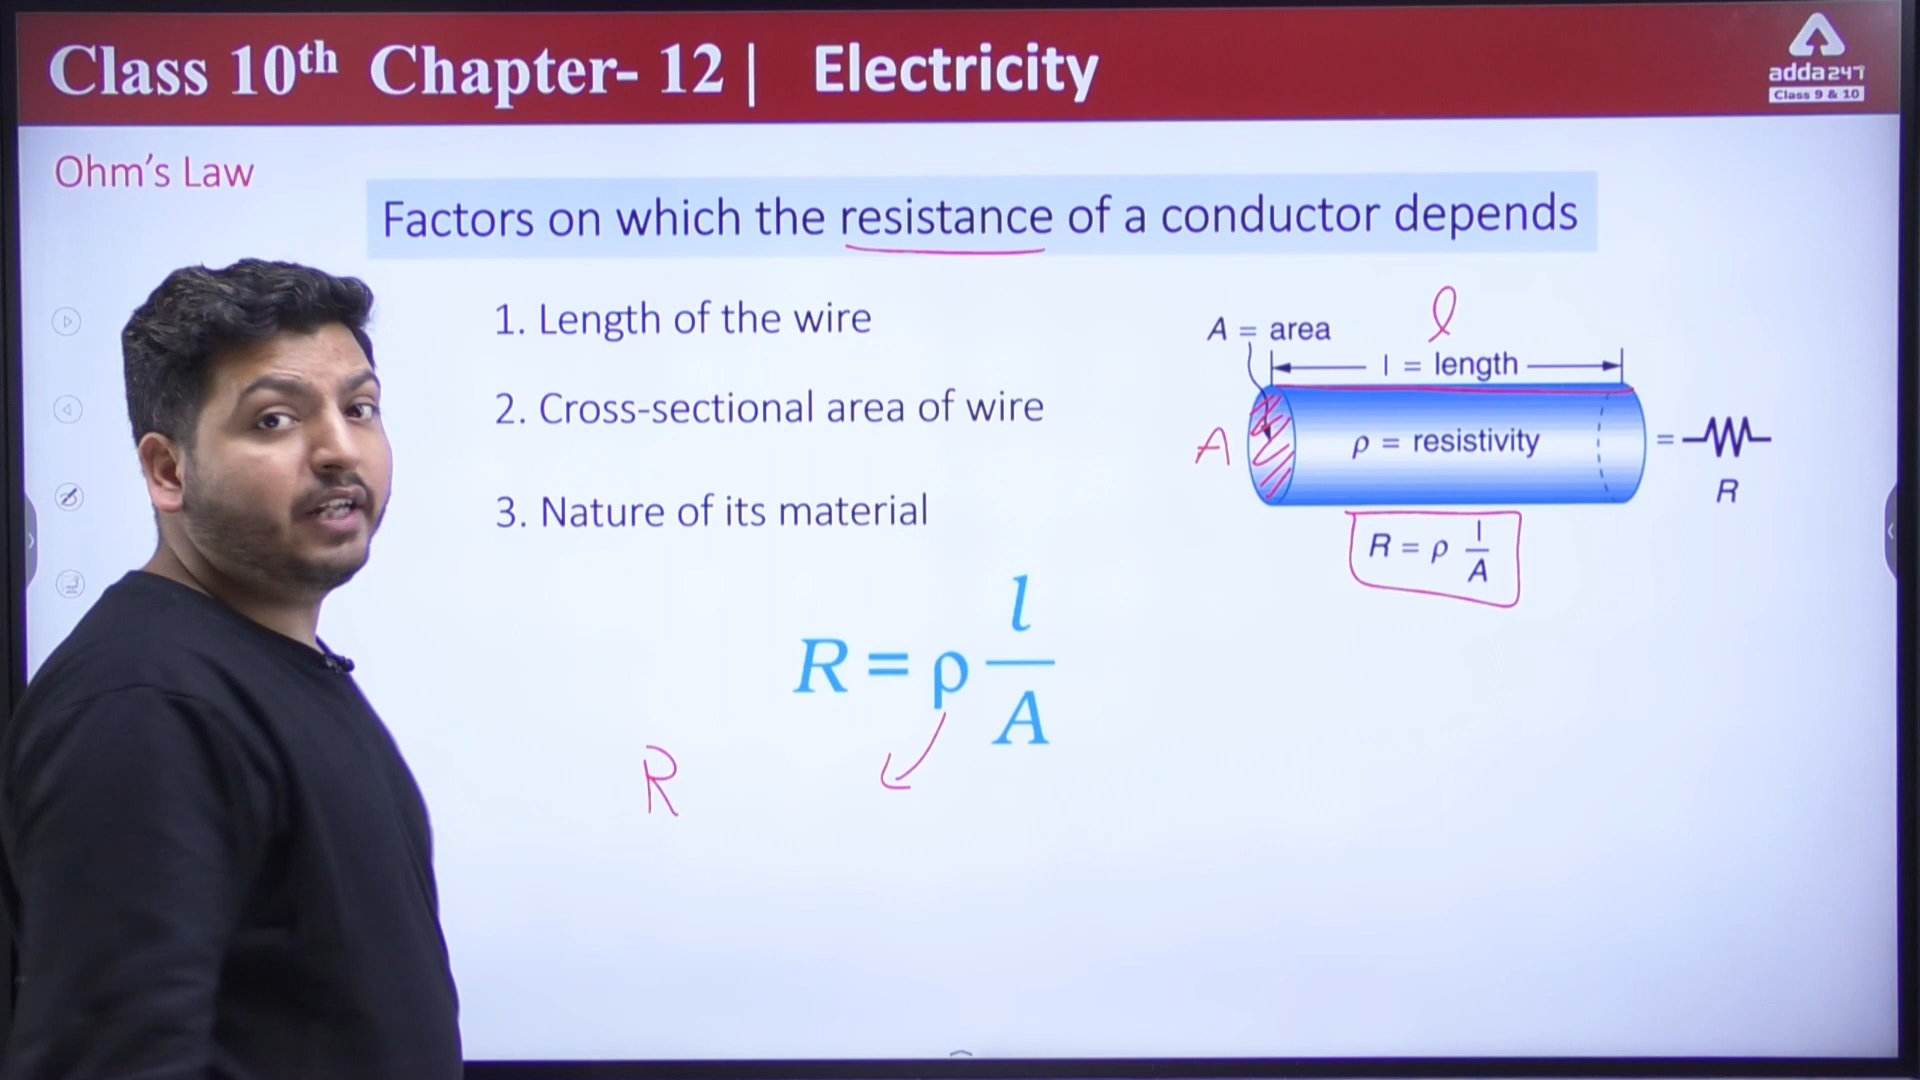 Class 10th Chapter- 12 | Electricity
adda247
Class 9 & 10
Ohm's Law
Factors on which the resistance of a conductor depends
1. Length of the wire
2. Cross-sectional area of wire
3. Nature of its material
l
A = area
l = length
A
ρ = resistivity
=
R
R = ρ l/A
R = ρ l/A
R